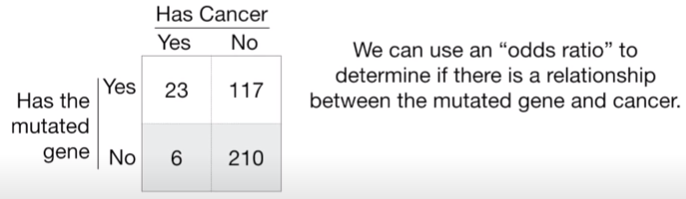 Has Cancer
Yes No
Has the
mutated
gene
Yes 23 117
No 6 210
We can use an “odds ratio” to
determine if there is a relationship
between the mutated gene and cancer.